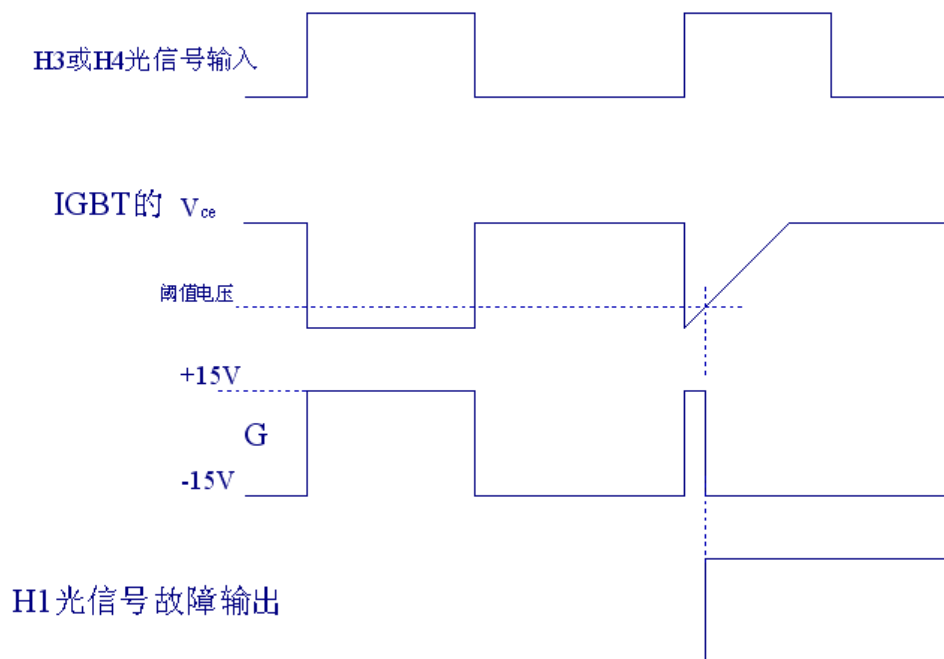 H3或H4光信号输入
IGBT的 Vce
阈值电压
+15V
G
-15V
H1光信号故障输出